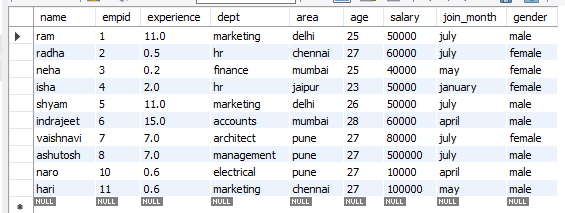 name empid experience dept area age salary join_month gender
ram 1 11.0 marketing delhi 25 50000 july male
radha 2 0.5 hr chennai 27 60000 july female
neha 3 0.2 finance mumbai 25 40000 may female
isha 4 2.0 hr jaipur 23 50000 january female
shyam 5 11.0 marketing delhi 26 50000 july male
indrajeet 6 15.0 accounts mumbai 28 60000 april male
vaishnavi 7 7.0 architect pune 27 80000 july female
ashutosh 8 7.0 management pune 27 500000 july male
naro 10 0.6 electrical pune 27 10000 april male
hari 11 0.6 marketing chennai 27 100000 may male
NULL NULL NULL NULL NULL NULL NULL NULL NULL